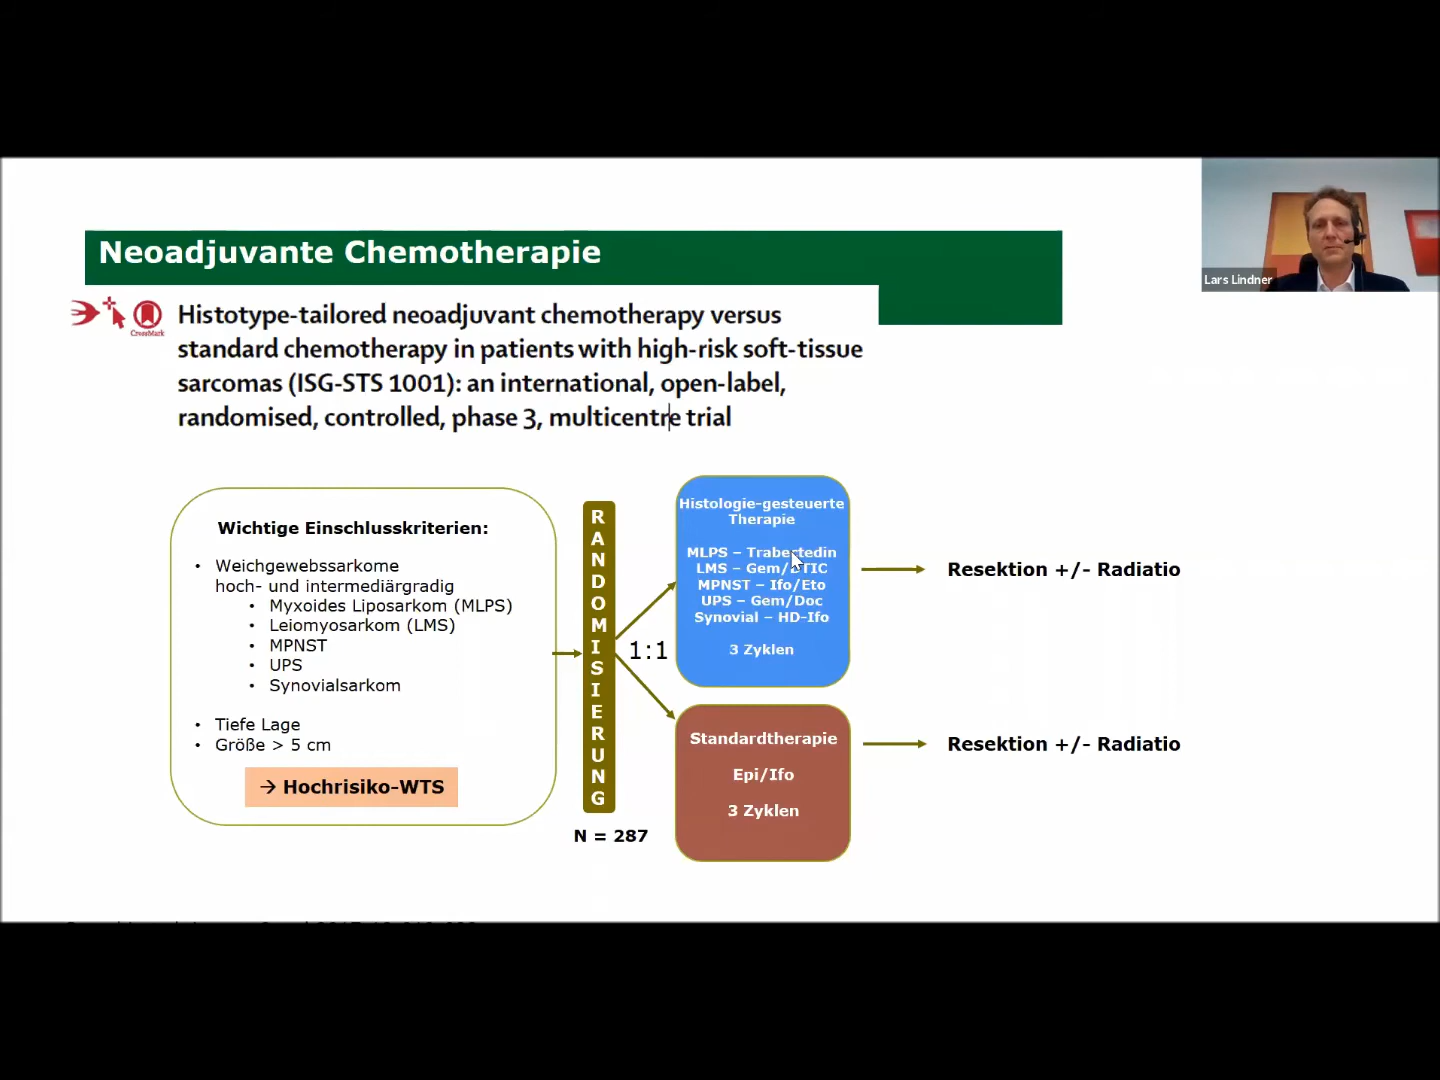 Neoadjuvante Chemotherapie
CrossMark
Histotype-tailored neoadjuvant chemotherapy versus
standard chemotherapy in patients with high-risk soft-tissue
sarcomas (ISG-STS 1001): an international, open-label,
randomised, controlled, phase 3, multicentre trial
Lars Lindner
Wichtige Einschlusskriterien:
• Weichgewebssarkome
hoch- und intermediärgradig
• Myxoides Liposarkom (MLPS)
• Leiomyosarkom (LMS)
• MPNST
• UPS
• Synovialsarkom
• Tiefe Lage
• Größe > 5 cm
→ Hochrisiko-WTS
RANDOMISIERUNG
N = 287
1:1
Histologie-gesteuerte
Therapie
MLPS – Trabectedin
LMS – Gem/DTIC
MPNST – Ifo/Eto
UPS – Gem/Doc
Synovial – HD-Ifo
3 Zyklen
Resektion +/- Radiatio
Standardtherapie
Epi/Ifo
3 Zyklen
Resektion +/- Radiatio